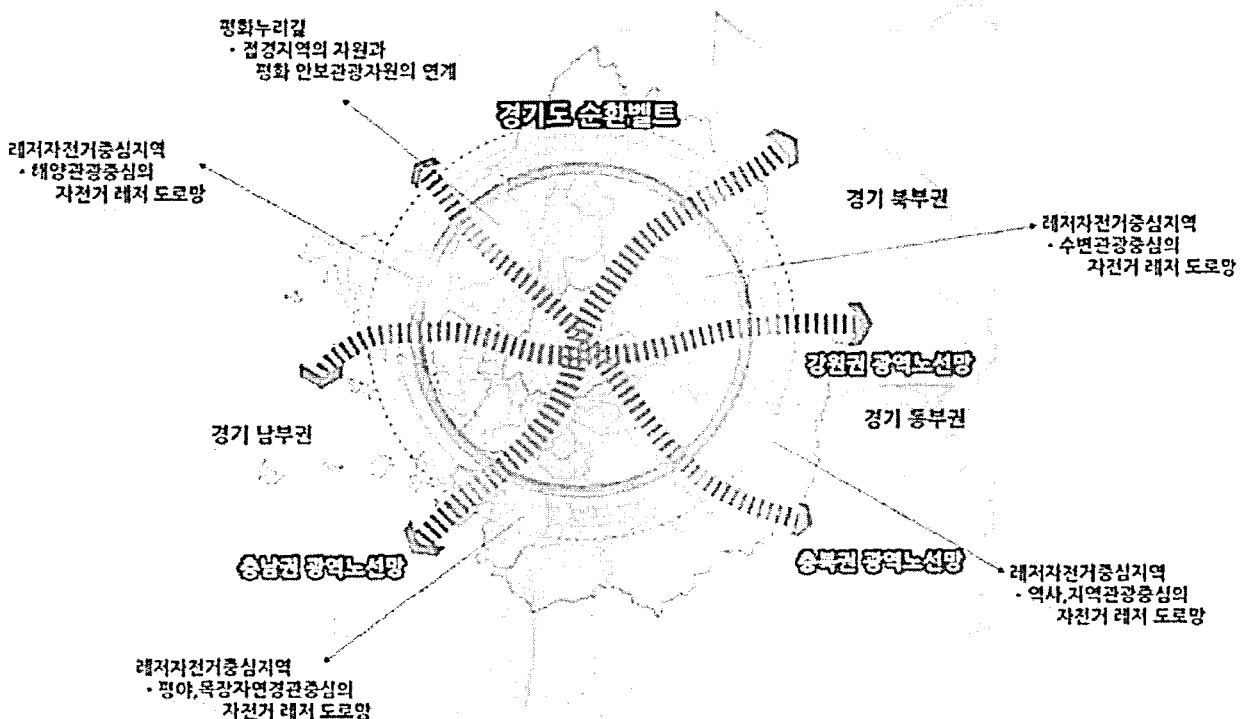 평화누리길
· 접경지역의 자원과
평화 안보관광자원의 연계
경기도 순환벨트
레저자전거중심지역
· 해양관광중심의
자전거 레저 도로망
경기 북부권
레저자전거중심지역
· 수변관광중심의
자전거 레저 도로망
강원권 광역노선망
경기 동부권
경기 남부권
충남권 광역노선망
충북권 광역노선망
레저자전거중심지역
· 역사,지역관광중심의
자전거 레저 도로망
레저자전거중심지역
· 평야,목장자연경관중심의
자전거 레저 도로망